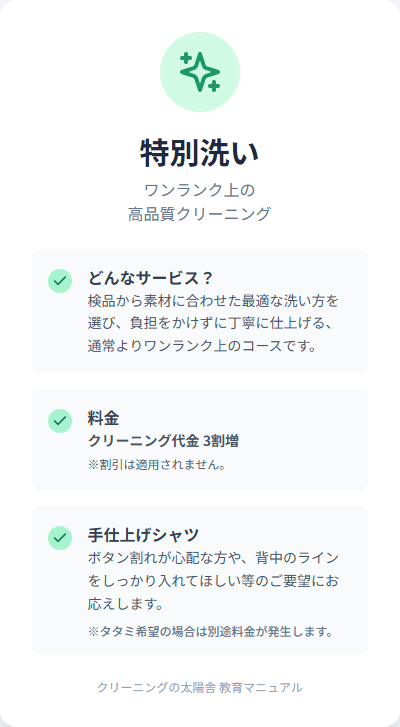 特別洗い
ワンランク上の
高品質クリーニング
どんなサービス？
検品から素材に合わせた最適な洗い方を
選び、負担をかけずに丁寧に仕上げる、
通常よりワンランク上のコースです。
料金
クリーニング代金 3割増
※割引は適用されません。
手仕上げシャツ
ボタン割れが心配な方や、背中のライン
をしっかり入れてほしい等のご要望にお
応えします。
※タタミ希望の場合は別途料金が発生します。
クリーニングの太陽舎 教育マニュアル